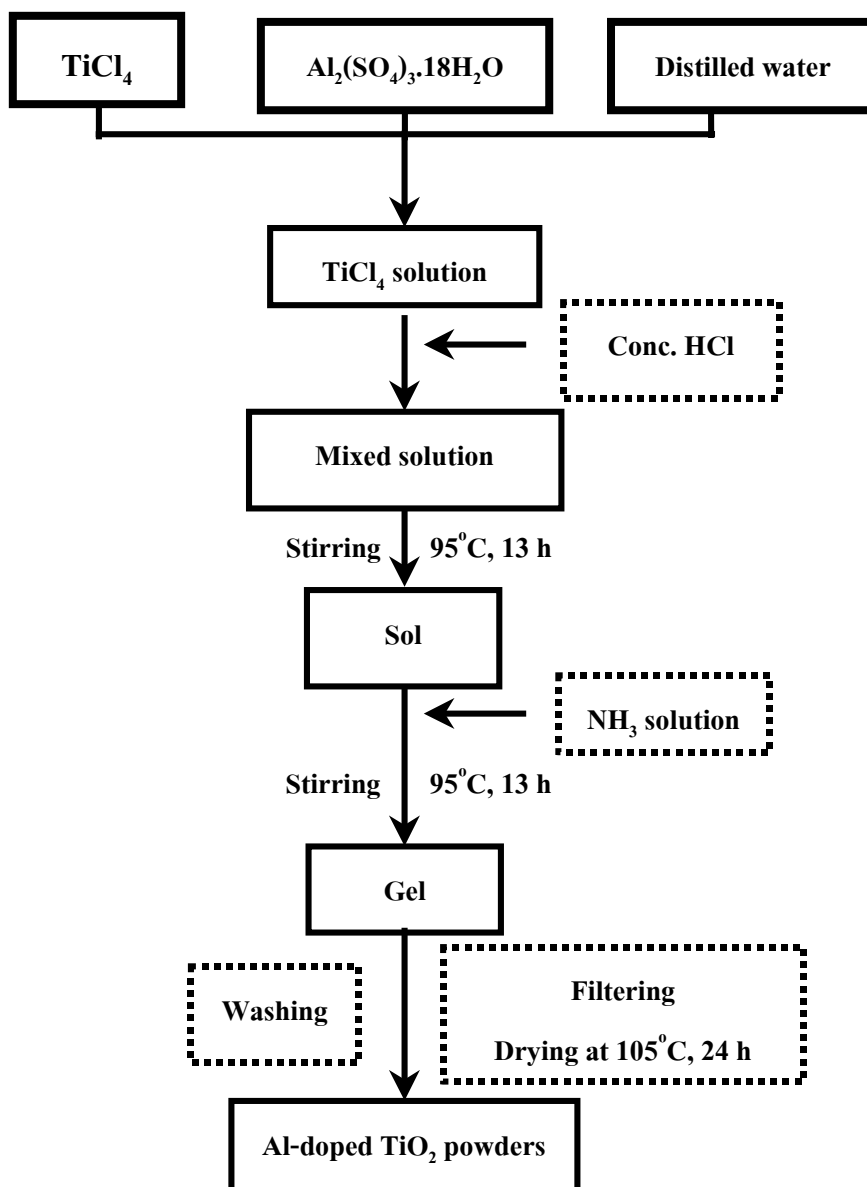 TiCl₄
Al₂(SO₄)₃.18H₂O
Distilled water
TiCl₄ solution
Conc. HCl
Mixed solution
Stirring 95°C, 13 h
Sol
NH₃ solution
Stirring 95°C, 13 h
Gel
Washing
Filtering
Drying at 105°C, 24 h
Al-doped TiO₂ powders